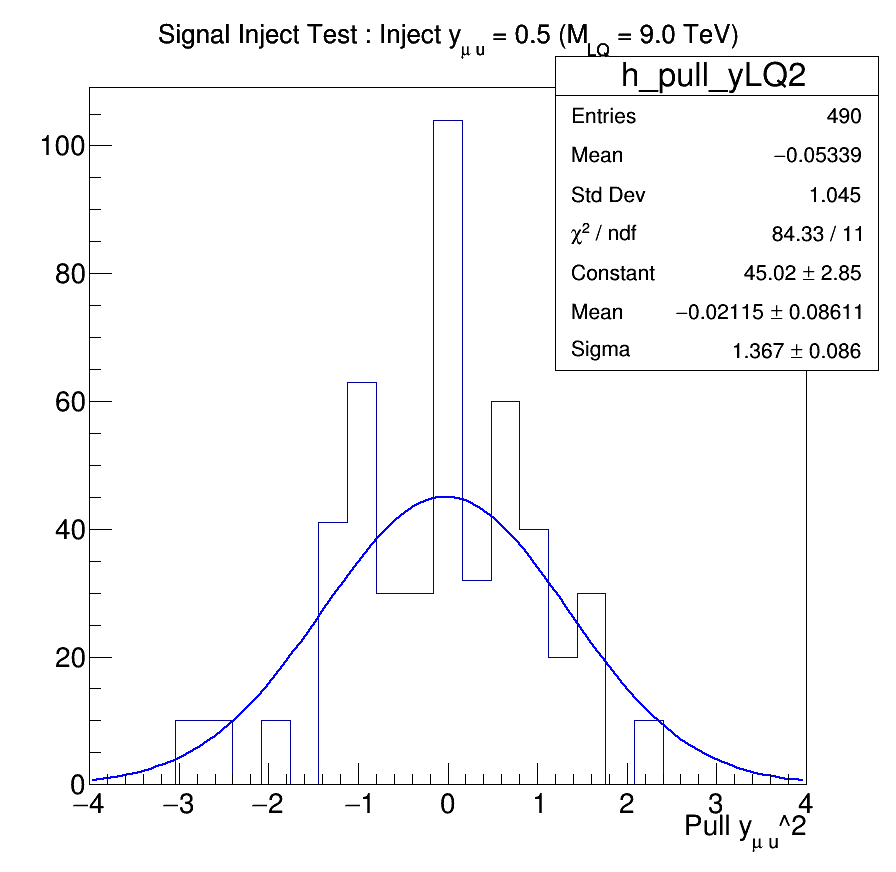 Signal Inject Test : Inject y_μ u = 0.5 (M_LQ = 9.0 TeV)
h_pull_yLQ2
Entries 490
Mean −0.05339
Std Dev 1.045
χ² / ndf 84.33 / 11
Constant 45.02 ± 2.85
Mean −0.02115 ± 0.08611
Sigma 1.367 ± 0.086
100
80
60
40
20
0
−4 −3 −2 −1 0 1 2 3 4
Pull y_μ u^2